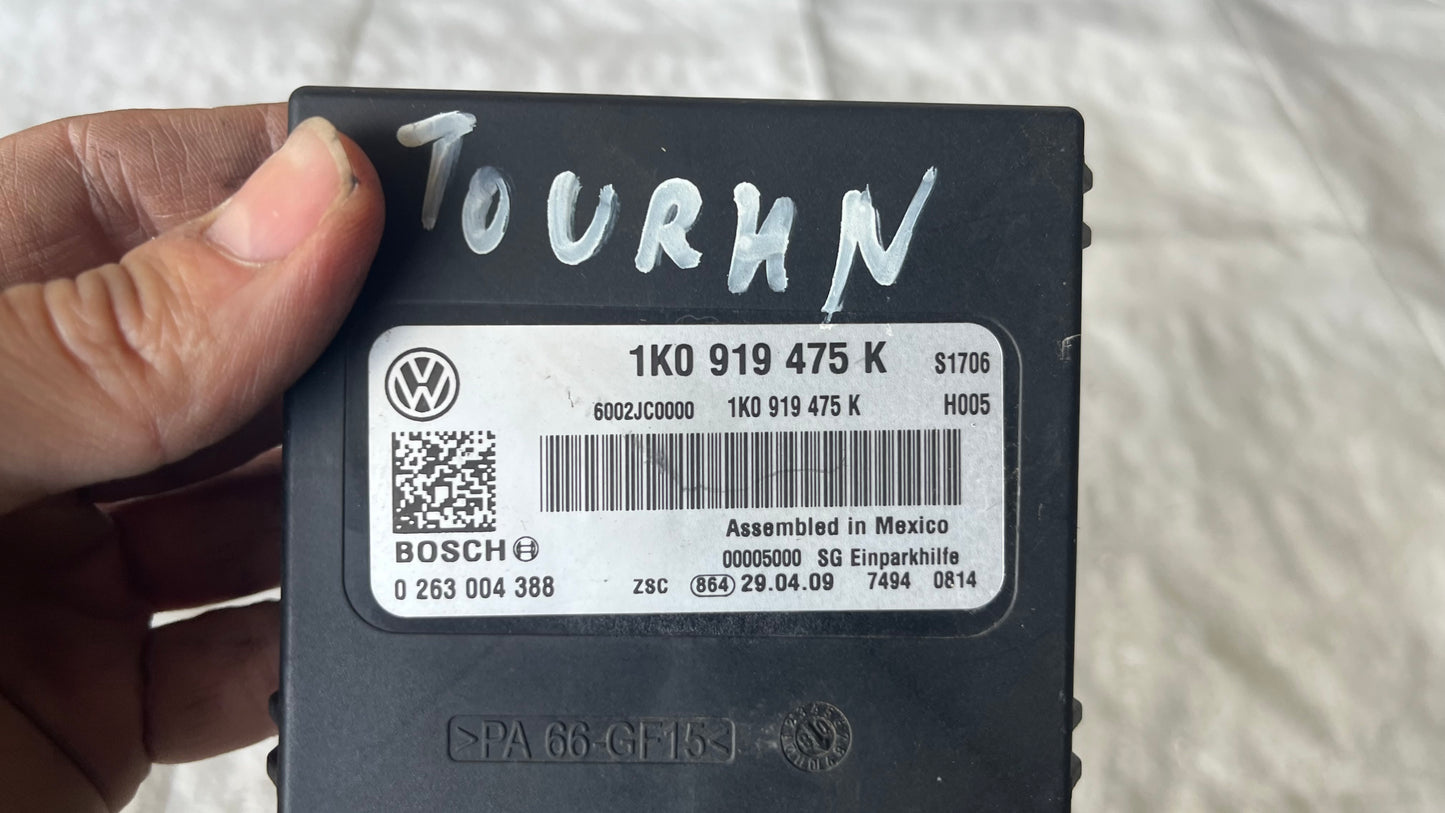 TOURAN
1K0 919 475 K S1706
6002JC0000 1K0 919 475 K H005
Assembled in Mexico
BOSCH
00005000 SG Einparkhilfe
0 263 004 388 ZSC 864 29.04.09 7494 0814
>PA 66-GF15<